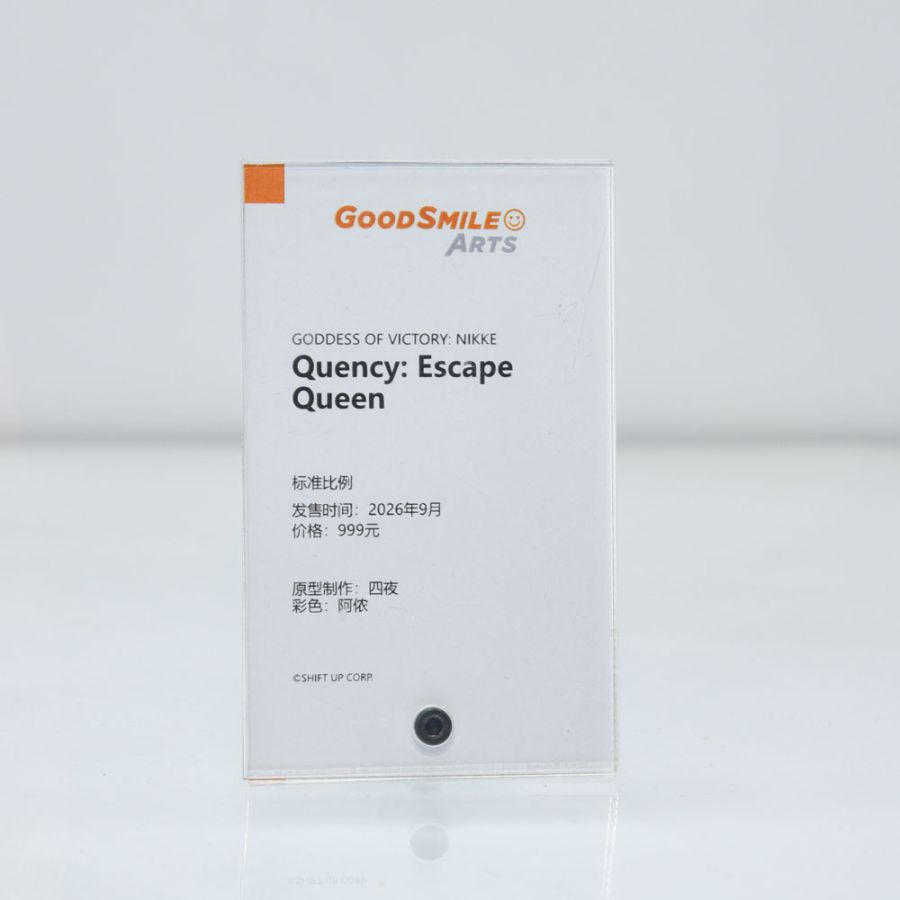 GOODSMILE
ARTS
GODDESS OF VICTORY: NIKKE
Quency: Escape
Queen
标准比例
发售时间：2026年9月
价格：999元
原型制作：四夜
彩色：阿侬
©SHIFT UP CORP.